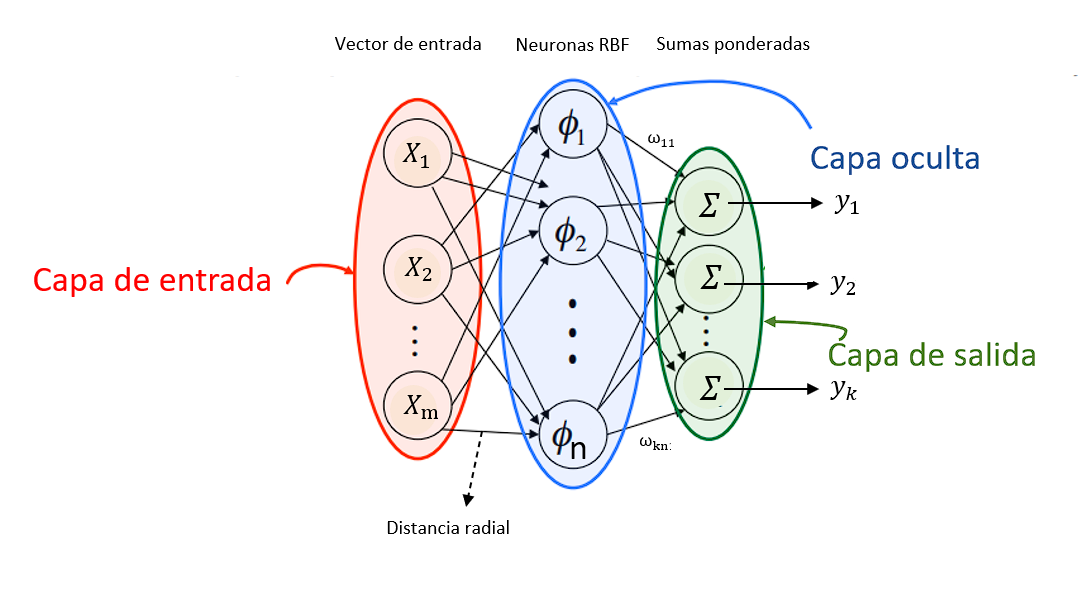 Vector de entrada
Neuronas RBF
Sumas ponderadas
Capa oculta
Capa de entrada
Capa de salida
X₁
X₂
Xₘ
ϕ₁
ϕ₂
ϕₙ
ω₁₁
ωₖₙ:
Σ
Σ
Σ
y₁
y₂
yₖ
Distancia radial